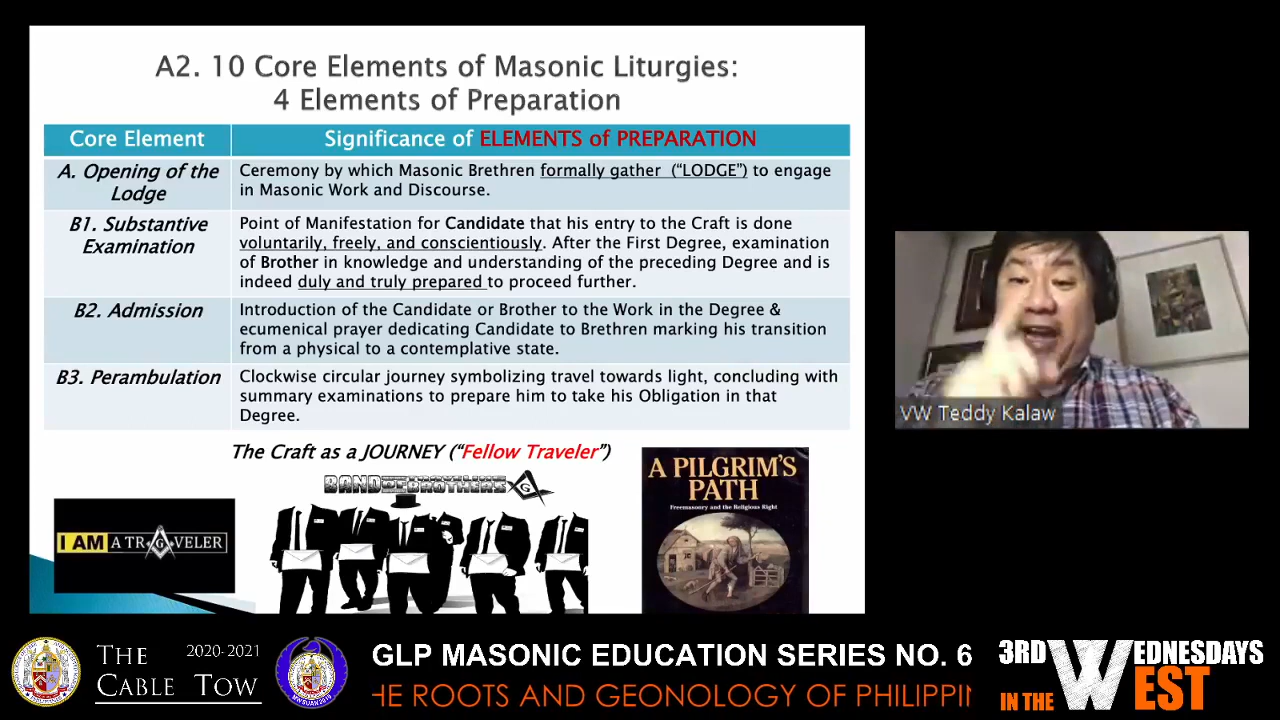 A2. 10 Core Elements of Masonic Liturgies:
4 Elements of Preparation
Core Element
Significance of ELEMENTS of PREPARATION
A. Opening of the
Lodge
Ceremony by which Masonic Brethren formally gather (“LODGE”) to engage
in Masonic Work and Discourse.
B1. Substantive
Examination
Point of Manifestation for Candidate that his entry to the Craft is done
voluntarily, freely, and conscientiously. After the First Degree, examination
of Brother in knowledge and understanding of the preceding Degree and is
indeed duly and truly prepared to proceed further.
B2. Admission
Introduction of the Candidate or Brother to the Work in the Degree &
ecumenical prayer dedicating Candidate to Brethren marking his transition
from a physical to a contemplative state.
B3. Perambulation
Clockwise circular journey symbolizing travel towards light, concluding with
summary examinations to prepare him to take his Obligation in that
Degree.
The Craft as a JOURNEY (“Fellow Traveler”)
I AM A TRAVELER
G
BAND OF BROTHERS
G
A PILGRIM'S
PATH
Freemasonry and the Religious Right
VW Teddy Kalaw
THE
CABLE TOW
2020-2021
GLP MASONIC EDUCATION SERIES NO. 6
HE ROOTS AND GEONOLOGY OF PHILIPPIN
3RD WEDNESDAYS
IN THE WEST